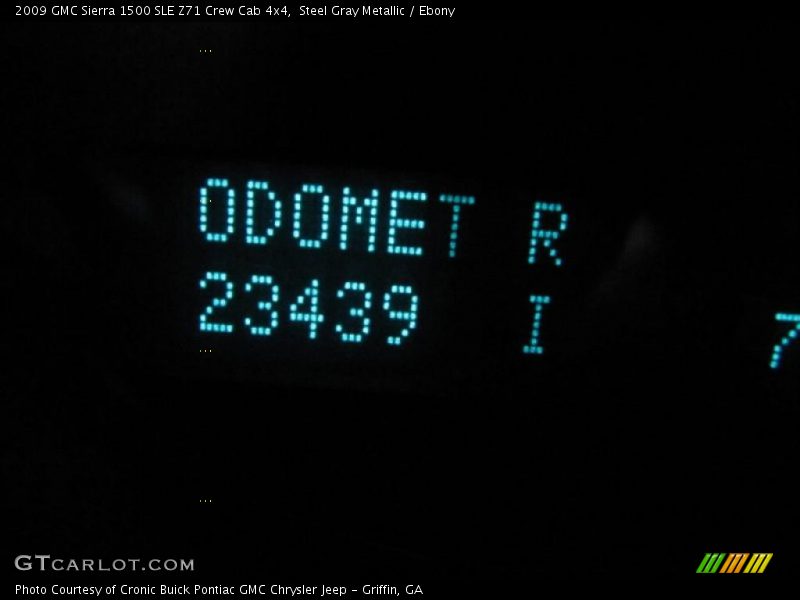 2009 GMC Sierra 1500 SLE Z71 Crew Cab 4x4, Steel Gray Metallic / Ebony
ODOMET R
23439 I 7
GTCARLOT.COM
Photo Courtesy of Cronic Buick Pontiac GMC Chrysler Jeep - Griffin, GA